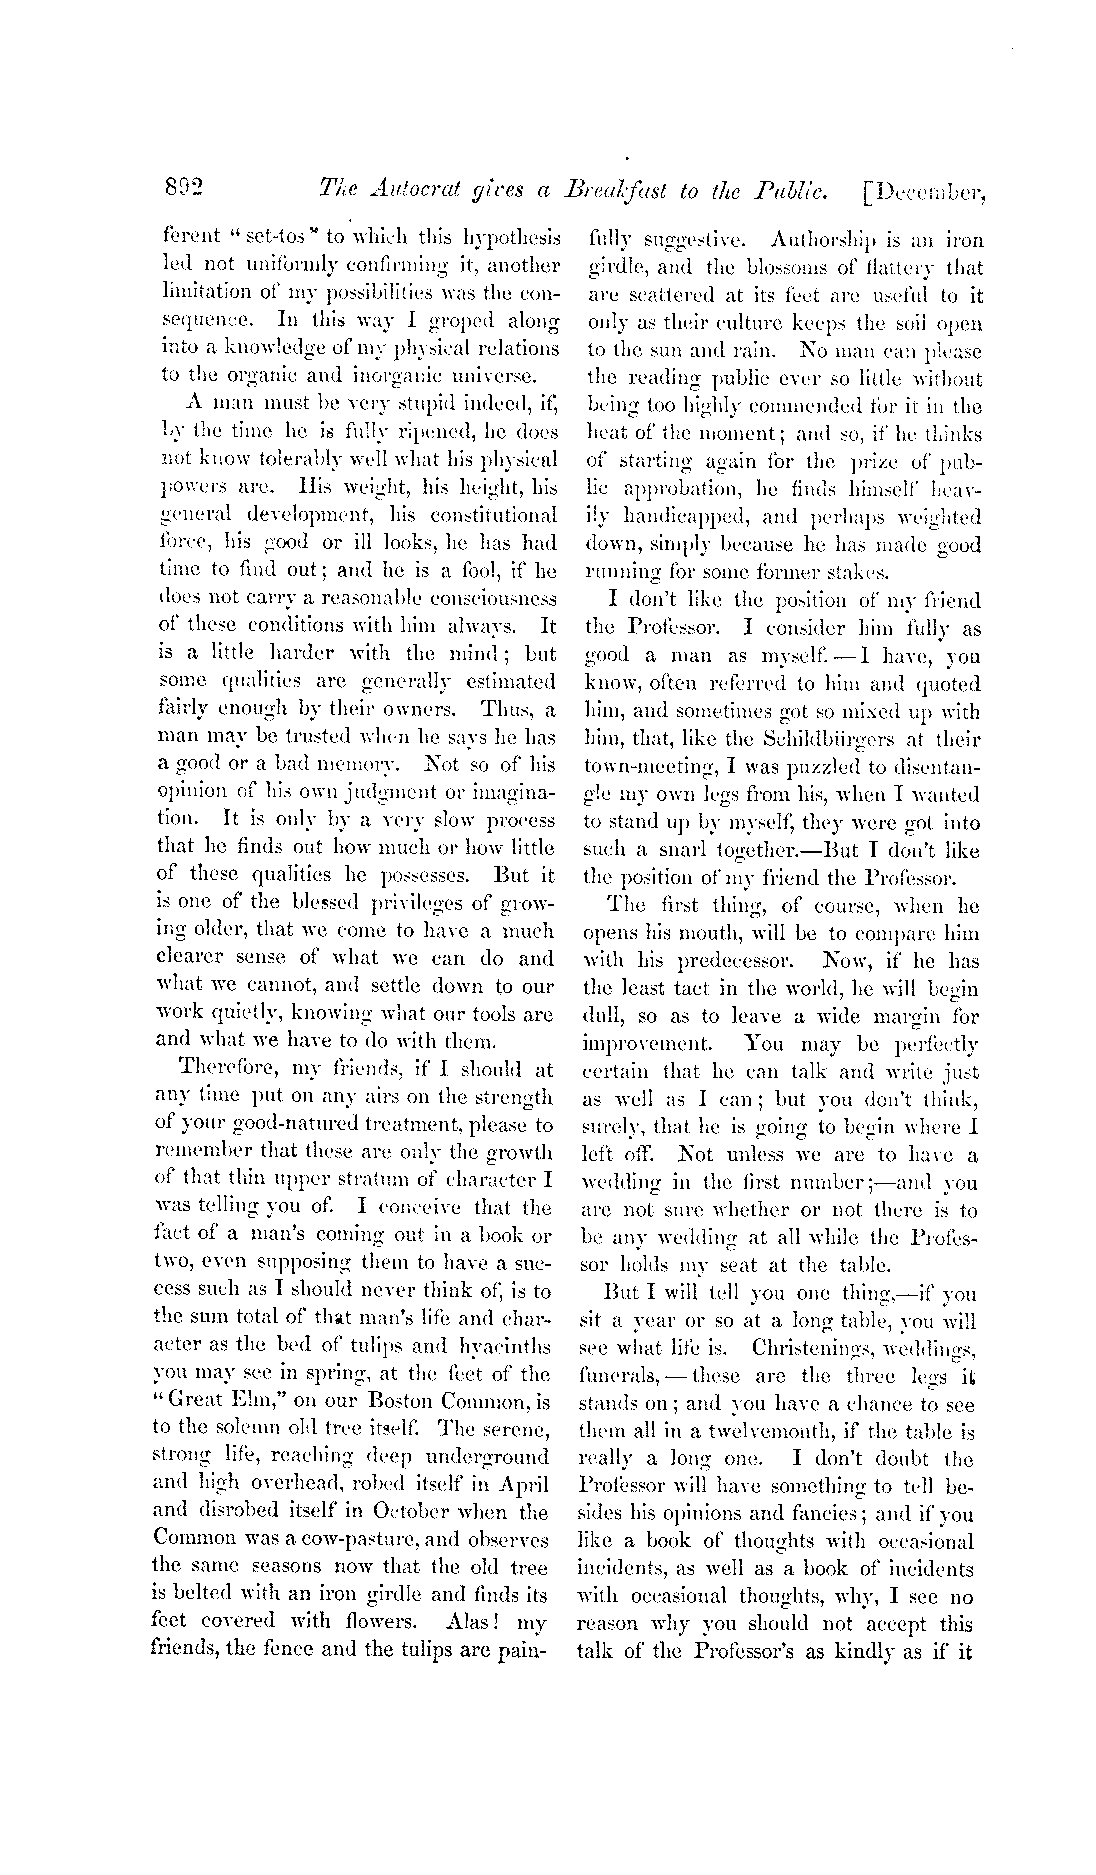 892 The Autocrat gives a Breakfast to the Public. [December,
ferent "set-tos" to which this hypothesis
led not uniformly confirming it, another
limitation of my possibilities was the con-
sequence. In this way I groped along
into a knowledge of my physical relations
to the organic and inorganic universe.
A man must be very stupid indeed, if,
by the time he is fully ripened, he does
not know tolerably well what his physical
powers are. His weight, his height, his
general development, his constitutional
force, his good or ill looks, he has had
time to find out; and he is a fool, if he
does not carry a reasonable consciousness
of these conditions with him always. It
is a little harder with the mind; but
some qualities are generally estimated
fairly enough by their owners. Thus, a
man may be trusted when he says he has
a good or a bad memory. Not so of his
opinion of his own judgment or imagina-
tion. It is only by a very slow process
that he finds out how much or how little
of these qualities he possesses. But it
is one of the blessed privileges of grow-
ing older, that we come to have a much
clearer sense of what we can do and
what we cannot, and settle down to our
work quietly, knowing what our tools are
and what we have to do with them.
Therefore, my friends, if I should at
any time put on any airs on the strength
of your good-natured treatment, please to
remember that these are only the growth
of that thin upper stratum of character I
was telling you of. I conceive that the
fact of a man's coming out in a book or
two, even supposing them to have a suc-
cess such as I should never think of, is to
the sum total of that man's life and char-
acter as the bed of tulips and hyacinths
you may see in spring, at the feet of the
"Great Elm," on our Boston Common, is
to the solemn old tree itself. The serene,
strong life, reaching deep underground
and high overhead, robed itself in April
and disrobed itself in October when the
Common was a cow-pasture, and observes
the same seasons now that the old tree
is belted with an iron girdle and finds its
feet covered with flowers. Alas! my
friends, the fence and the tulips are pain-
fully suggestive. Authorship is an iron
girdle, and the blossoms of flattery that
are scattered at its feet are useful to it
only as their culture keeps the soil open
to the sun and rain. No man can please
the reading public ever so little without
being too highly commended for it in the
heat of the moment; and so, if he thinks
of starting again for the prize of pub-
lic approbation, he finds himself heav-
ily handicapped, and perhaps weighted
down, simply because he has made good
running for some former stakes.
I don't like the position of my friend
the Professor. I consider him fully as
good a man as myself.—I have, you
know, often referred to him and quoted
him, and sometimes got so mixed up with
him, that, like the Schildbürgers at their
town-meeting, I was puzzled to disentan-
gle my own legs from his, when I wanted
to stand up by myself, they were got into
such a snarl together.—But I don't like
the position of my friend the Professor.
The first thing, of course, when he
opens his mouth, will be to compare him
with his predecessor. Now, if he has
the least tact in the world, he will begin
dull, so as to leave a wide margin for
improvement. You may be perfectly
certain that he can talk and write just
as well as I can; but you don't think,
surely, that he is going to begin where I
left off. Not unless we are to have a
wedding in the first number;—and you
are not sure whether or not there is to
be any wedding at all while the Profes-
sor holds my seat at the table.
But I will tell you one thing,—if you
sit a year or so at a long table, you will
see what life is. Christenings, weddings,
funerals,—these are the three legs it
stands on; and you have a chance to see
them all in a twelvemonth, if the table is
really a long one. I don't doubt the
Professor will have something to tell be-
sides his opinions and fancies; and if you
like a book of thoughts with occasional
incidents, as well as a book of incidents
with occasional thoughts, why, I see no
reason why you should not accept this
talk of the Professor's as kindly as if it